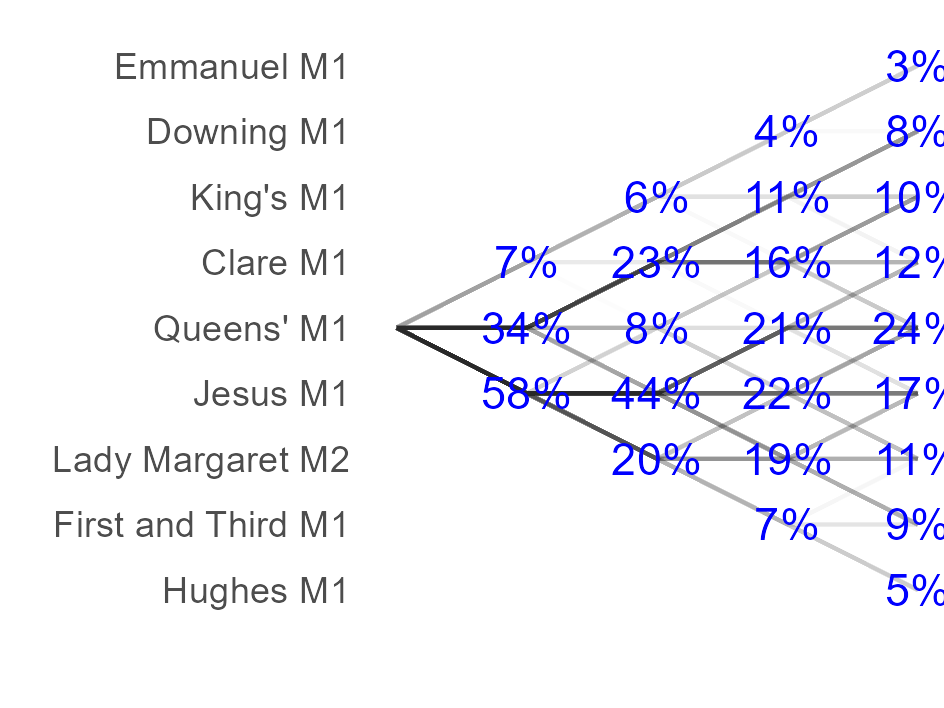 Emmanuel M1 3%
Downing M1 4% 8%
King's M1 6% 11% 10%
Clare M1 7% 23% 16% 12%
Queens' M1 34% 8% 21% 24%
Jesus M1 58% 44% 22% 17%
Lady Margaret M2 20% 19% 11%
First and Third M1 7% 9%
Hughes M1 5%